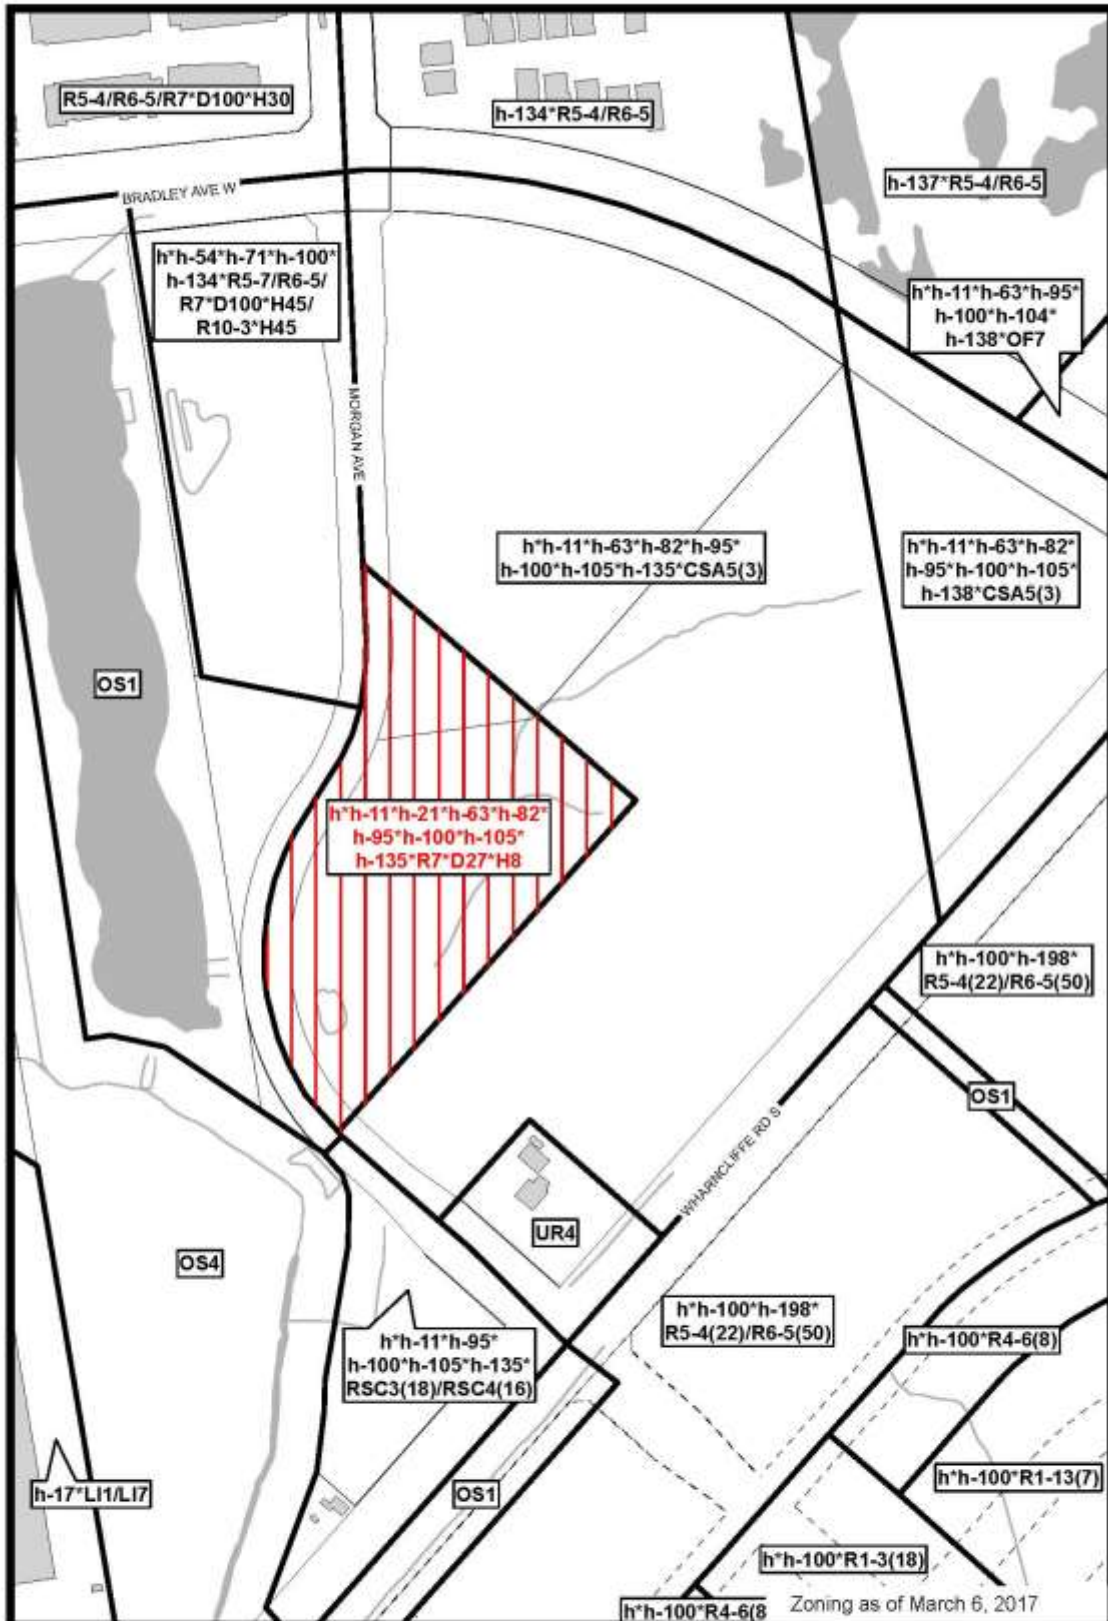 R5-4/R6-5/R7*D100*H30
h-134*R5-4/R6-5
h-137*R5-4/R6-5
BRADLEY AVE W
h*h-54*h-71*h-100*
h-134*R5-7/R6-5/
R7*D100*H45/
R10-3*H45
h*h-11*h-63*h-95*
h-100*h-104*
h-138*OF7
MORGAN AVE
h*h-11*h-63*h-82*h-95*
h-100*h-105*h-135*CSA5(3)
h*h-11*h-63*h-82*
h-95*h-100*h-105*
h-138*CSA5(3)
OS1
h*h-11*h-21*h-63*h-82*
h-95*h-100*h-105*
h-135*R7*D27*H8
h*h-100*h-198*
R5-4(22)/R6-5(50)
OS1
WHARNCLIFFE RD S
UR4
OS4
h*h-100*h-198*
R5-4(22)/R6-5(50)
h*h-100*R4-6(8)
h*h-11*h-95*
h-100*h-105*h-135*
RSC3(18)/RSC4(16)
h-17*LI1/LI7
OS1
h*h-100*R1-13(7)
h*h-100*R1-3(18)
h*h-100*R4-6(8
Zoning as of March 6, 2017